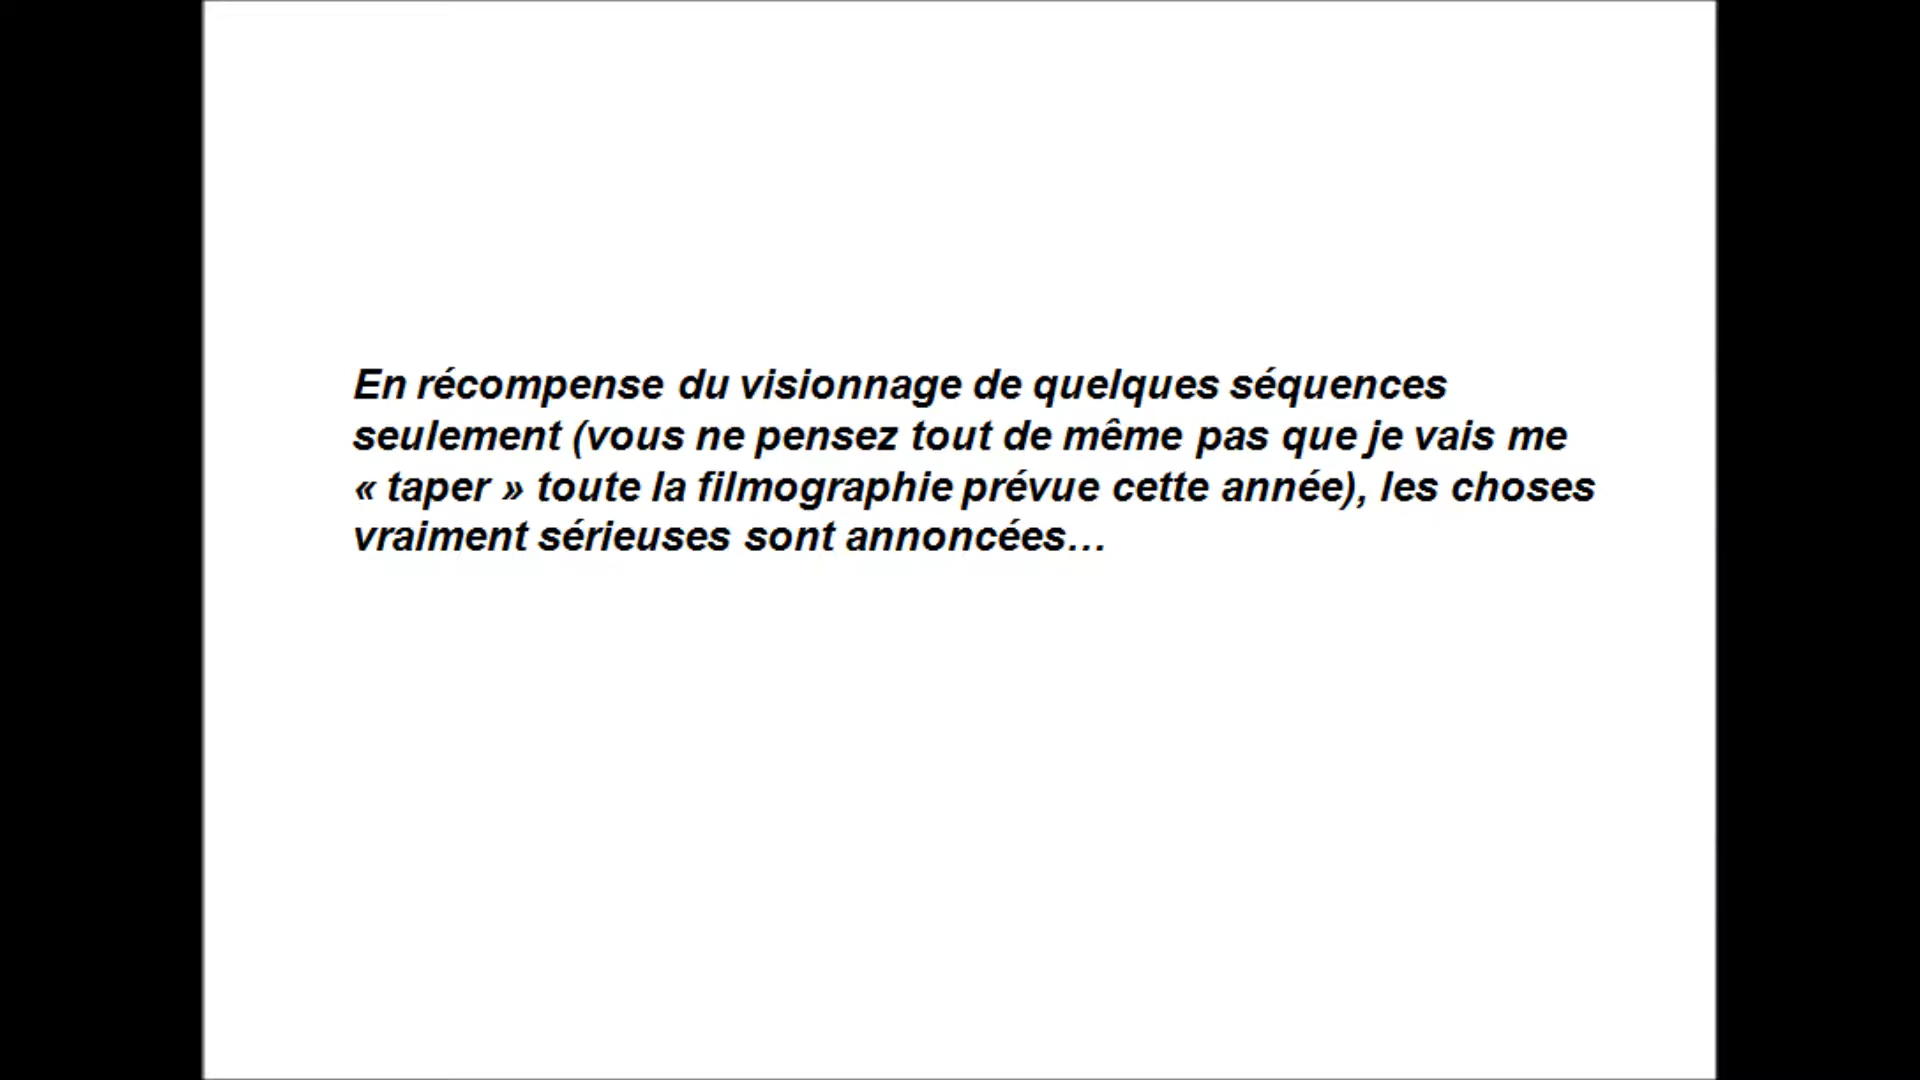 En récompense du visionnage de quelques séquences
seulement (vous ne pensez tout de même pas que je vais me
« taper » toute la filmographie prévue cette année), les choses
vraiment sérieuses sont annoncées…